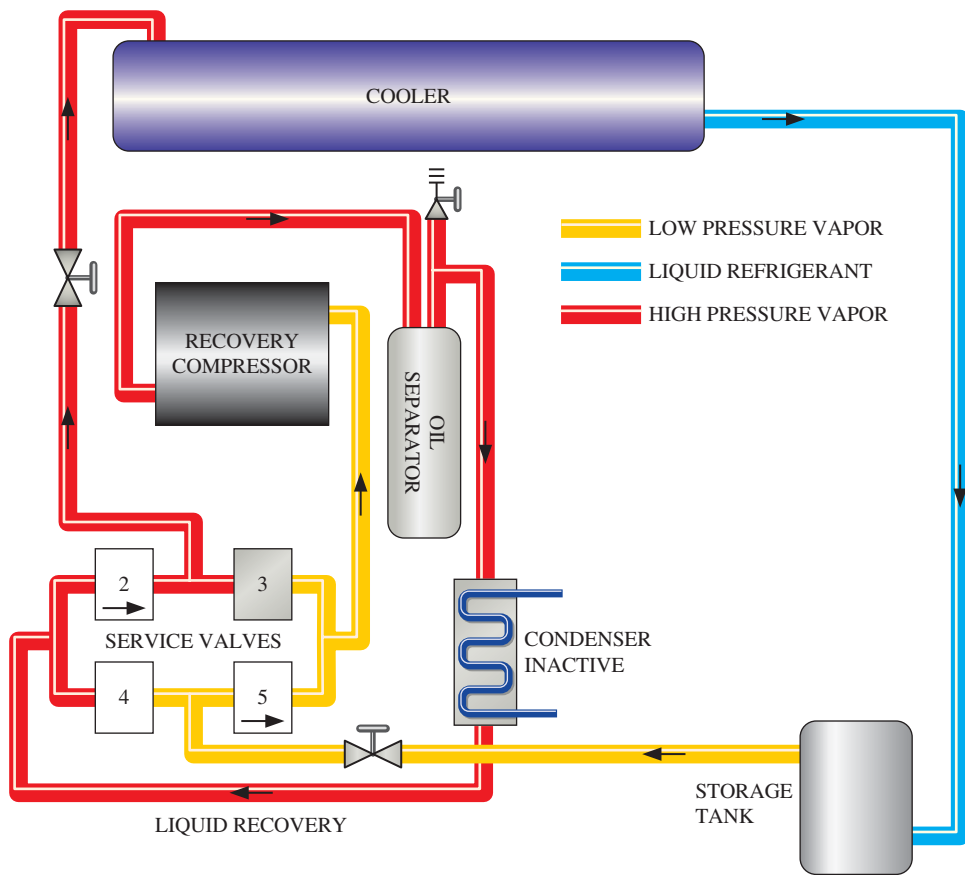 COOLER
LOW PRESSURE VAPOR
LIQUID REFRIGERANT
HIGH PRESSURE VAPOR
RECOVERY
COMPRESSOR
OIL
SEPARATOR
2
3
SERVICE VALVES
4
5
CONDENSER
INACTIVE
STORAGE
TANK
LIQUID RECOVERY